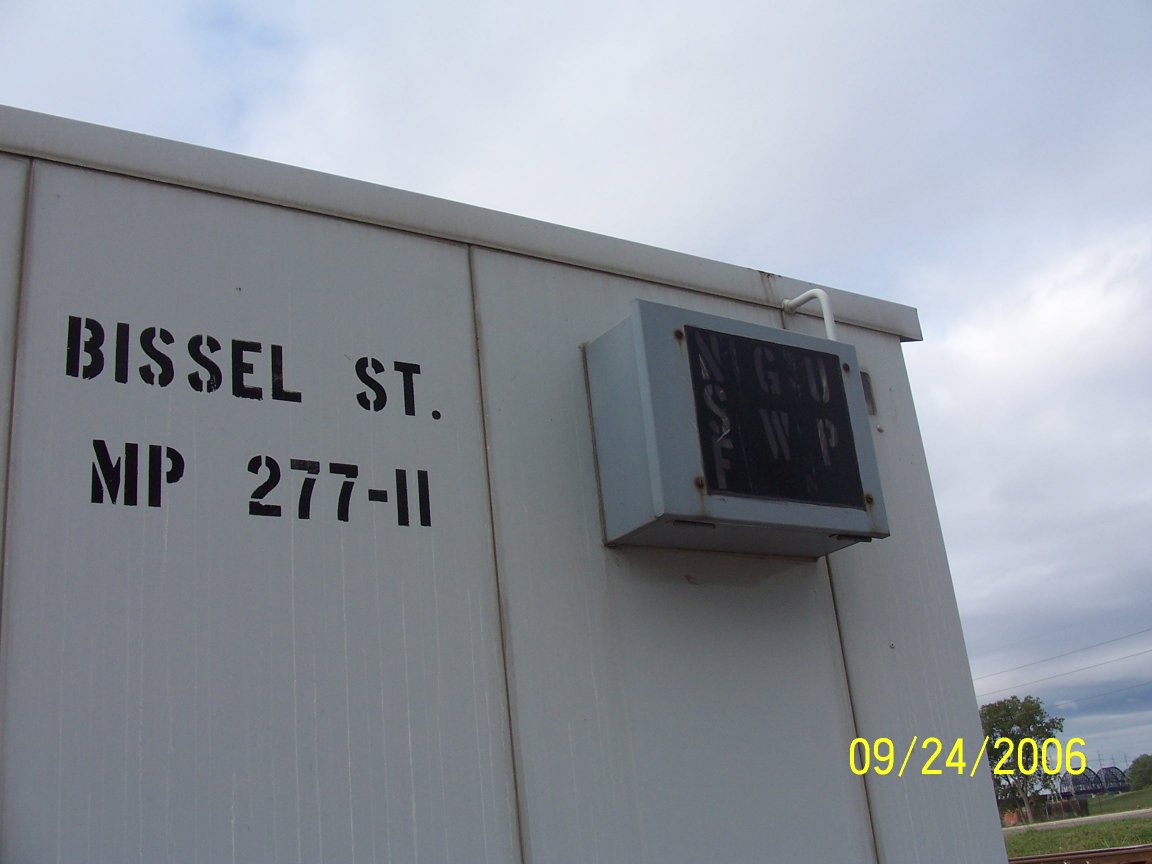 BISSEL ST.
MP 277-11
N G U
S W P
E N
09/24/2006